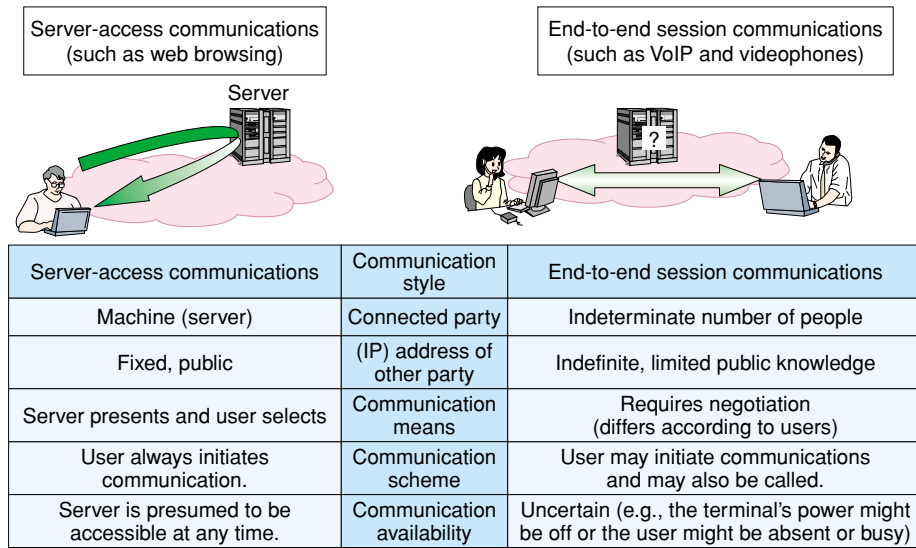 Server-access communications
(such as web browsing)
End-to-end session communications
(such as VoIP and videophones)
Server
?
Server-access communications
Communication
style
End-to-end session communications
Machine (server)
Connected party
Indeterminate number of people
Fixed, public
(IP) address of
other party
Indefinite, limited public knowledge
Server presents and user selects
Communication
means
Requires negotiation
(differs according to users)
User always initiates
communication.
Communication
scheme
User may initiate communications
and may also be called.
Server is presumed to be
accessible at any time.
Communication
availability
Uncertain (e.g., the terminal's power might
be off or the user might be absent or busy)